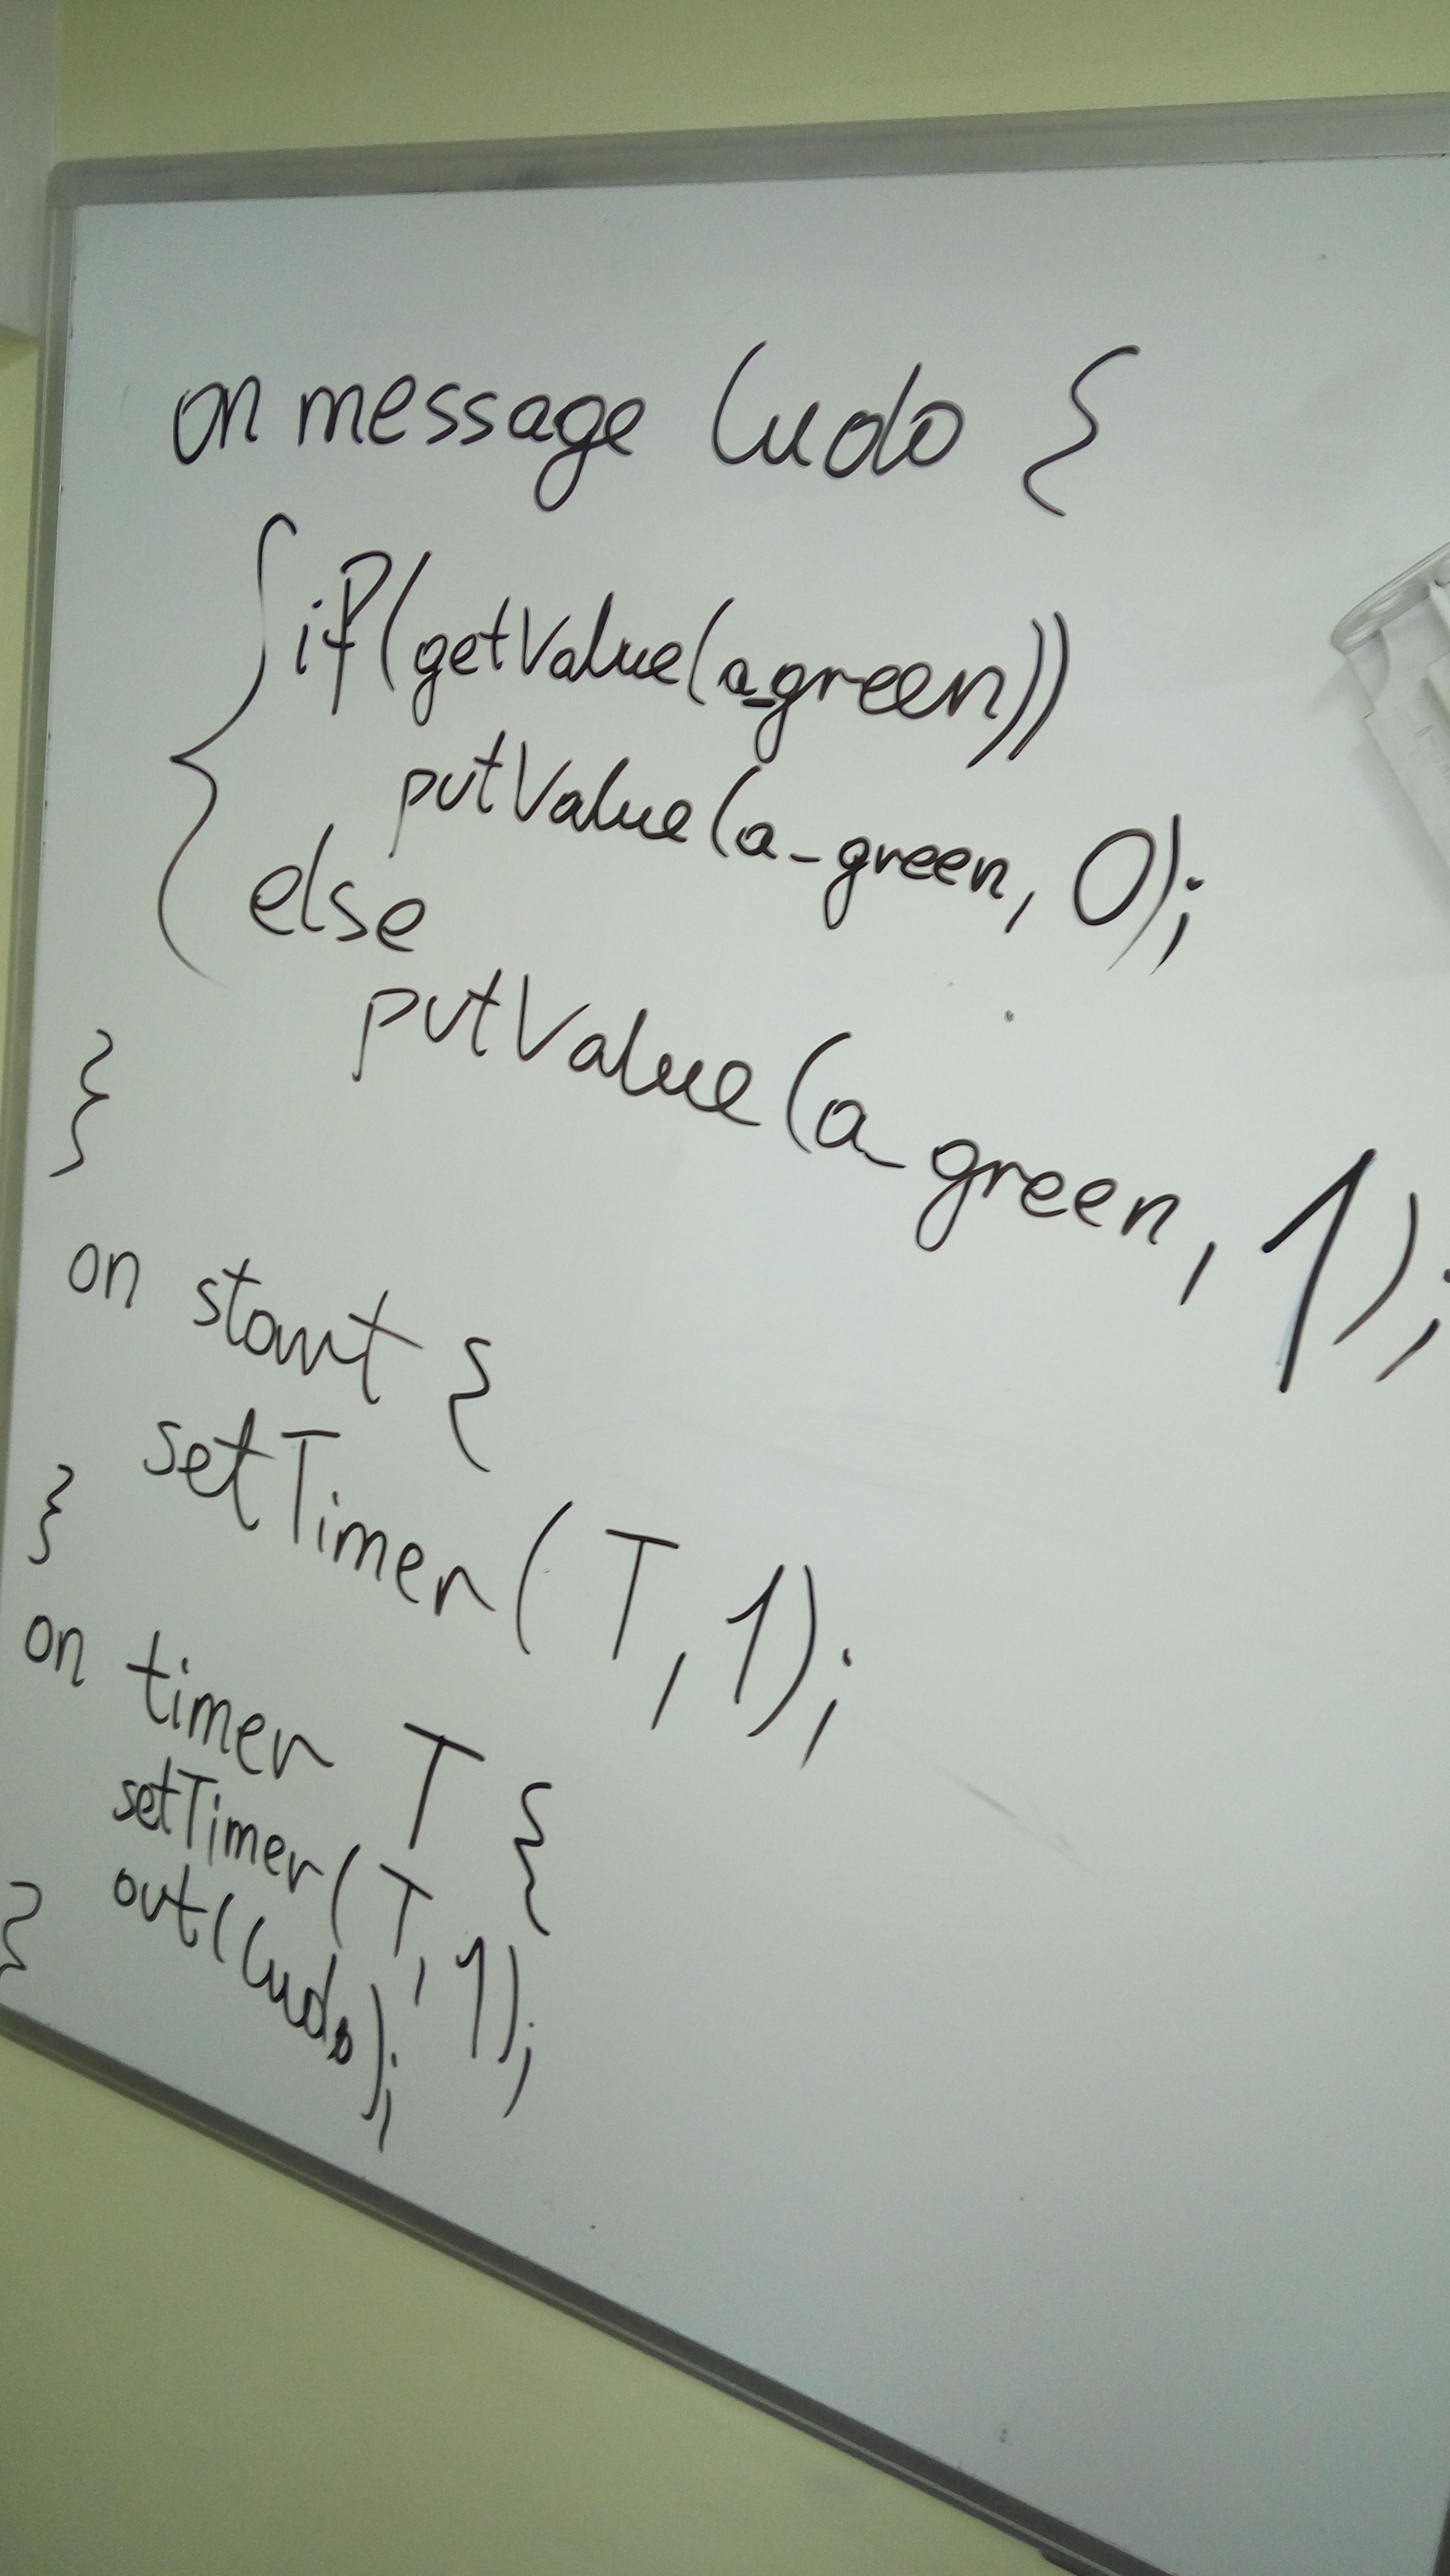 on message Ludo {
if(getValue(a_green))
putValue(a_green, 0);
else
putValue(a_green, 1);
}
on start {
setTimer(T,1);
}
on timer T {
setTimer(T,1);
out(Ludo);
}